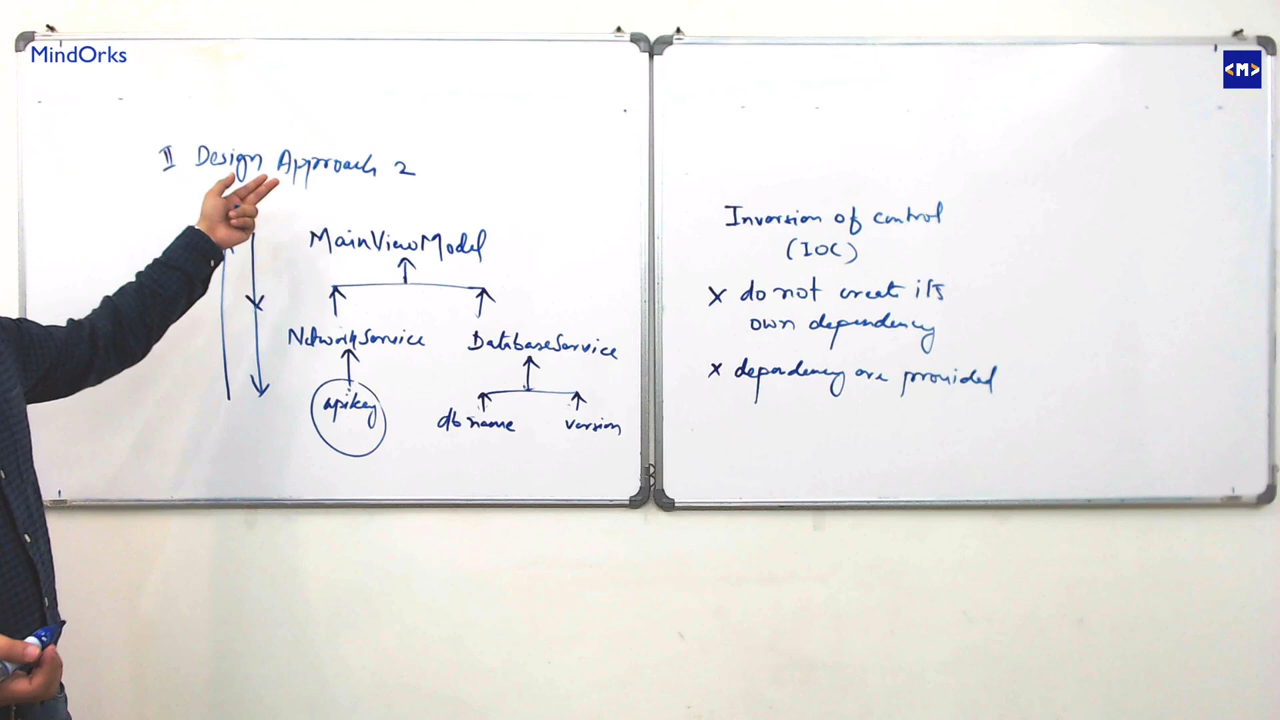 MindOrks
<M>
II Design Approach 2
MainViewModel
NetworkService DatabaseService
apikey db name version
Inversion of control
(IOC)
x do not create its
own dependency
x dependency are provided